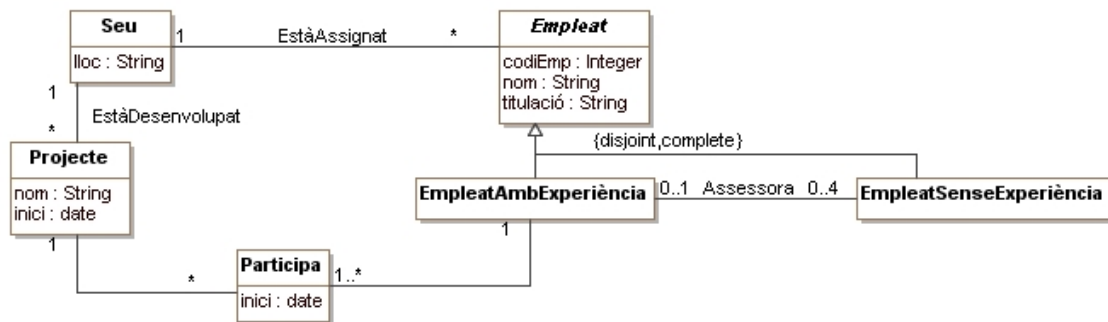 Seu
lloc : String
1
EstàAssignat
*
Empleat
codiEmp : Integer
nom : String
titulació : String
1
EstàDesenvolupat
*
Projecte
nom : String
inici : date
{disjoint,complete}
EmpleatAmbExperiència
0..1 Assessora 0..4
EmpleatSenseExperiència
1
1
*
Participa
inici : date
1..*